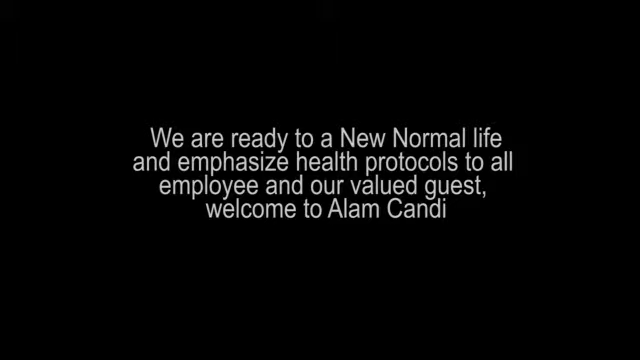 We are ready to a New Normal life
and emphasize health protocols to all
employee and our valued guest,
welcome to Alam Candi